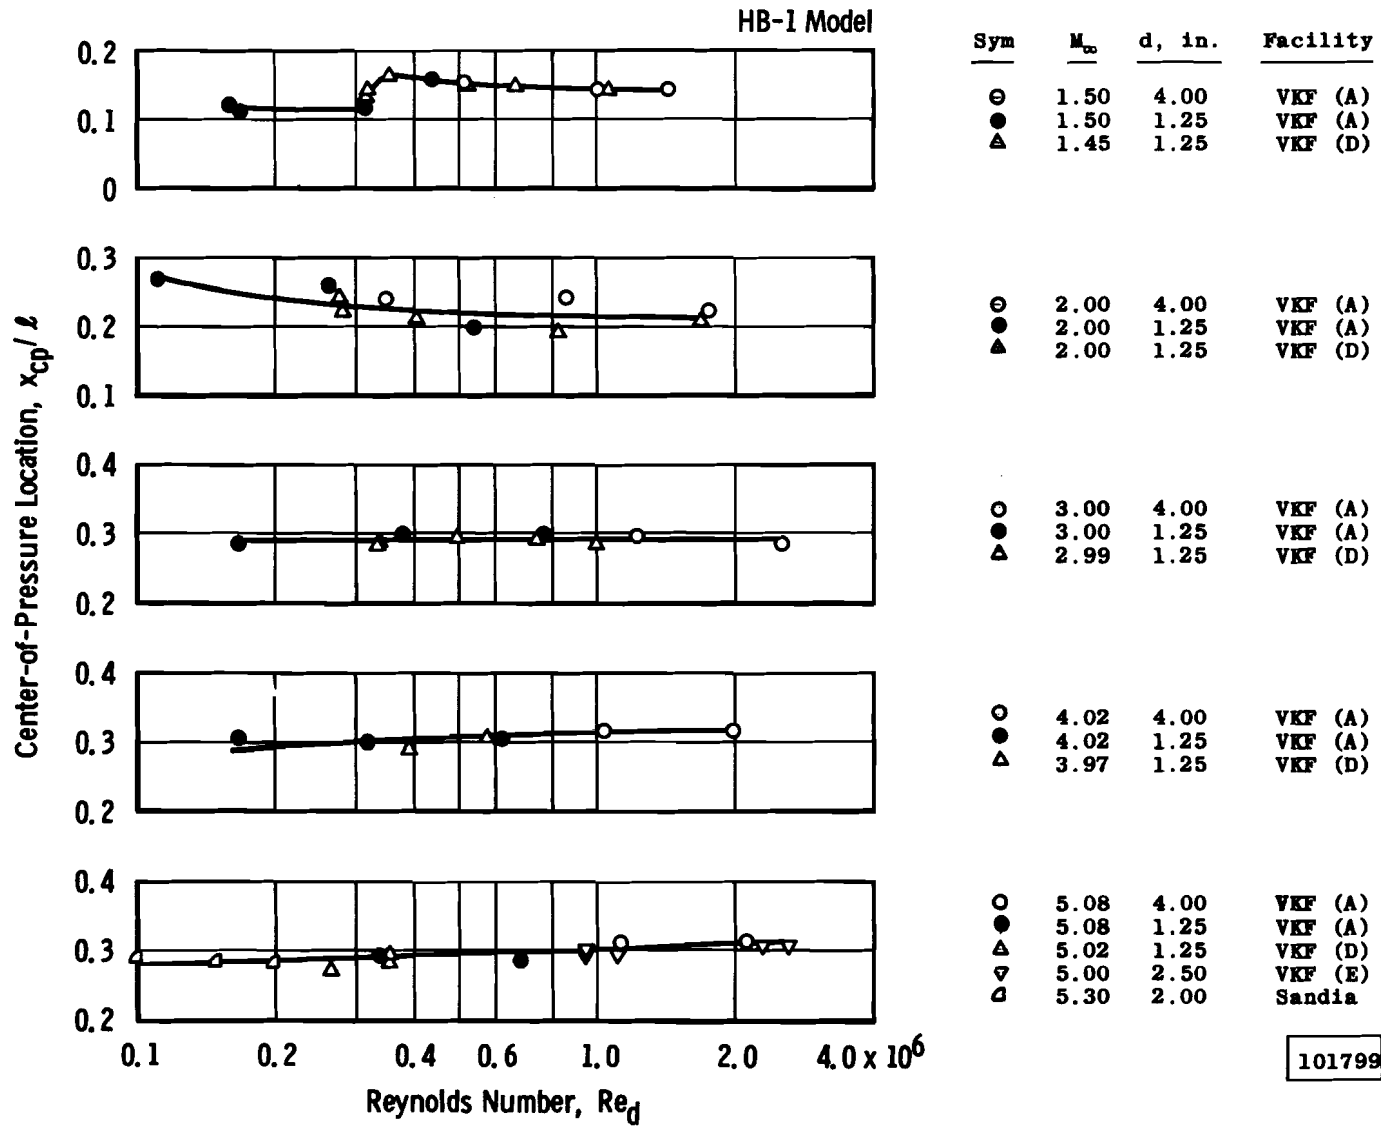 HB-1 Model
Sym M∞ d, in. Facility
0.2
0.1
0
1.50 4.00 VKF (A)
1.50 1.25 VKF (A)
1.45 1.25 VKF (D)
0.3
0.2
0.1
2.00 4.00 VKF (A)
2.00 1.25 VKF (A)
2.00 1.25 VKF (D)
Center-of-Pressure Location, xcp/ℓ
0.4
0.3
0.2
3.00 4.00 VKF (A)
3.00 1.25 VKF (A)
2.99 1.25 VKF (D)
0.4
0.3
0.2
4.02 4.00 VKF (A)
4.02 1.25 VKF (A)
3.97 1.25 VKF (D)
0.4
0.3
0.2
5.08 4.00 VKF (A)
5.08 1.25 VKF (A)
5.02 1.25 VKF (D)
5.00 2.50 VKF (E)
5.30 2.00 Sandia
0.1 0.2 0.4 0.6 1.0 2.0 4.0 x 10⁶
Reynolds Number, Red
101799